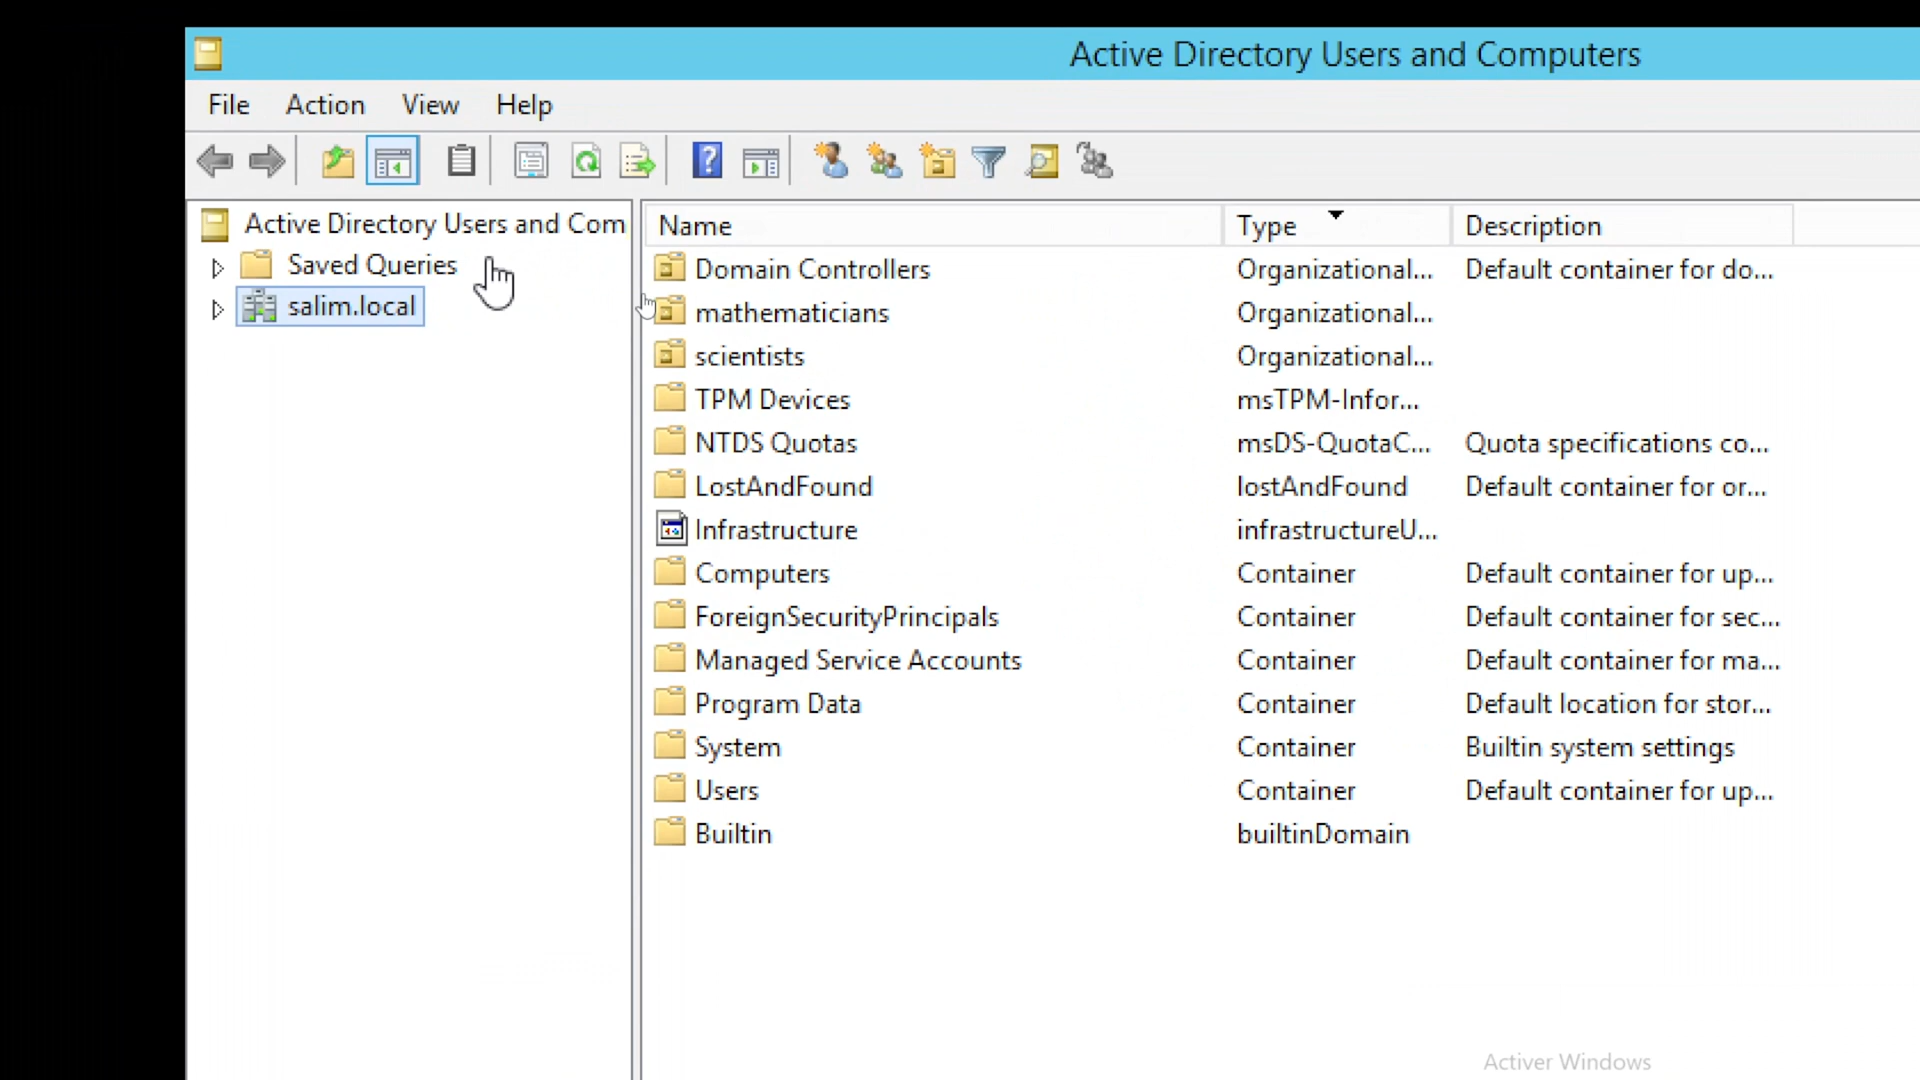 Active Directory Users and Computers
File Action View Help
Active Directory Users and Com
Saved Queries
salim.local
Name Type Description
Domain Controllers Organizational... Default container for do...
mathematicians Organizational...
scientists Organizational...
TPM Devices msTPM-Infor...
NTDS Quotas msDS-QuotaC... Quota specifications co...
LostAndFound lostAndFound Default container for or...
Infrastructure infrastructureU...
Computers Container Default container for up...
ForeignSecurityPrincipals Container Default container for sec...
Managed Service Accounts Container Default container for ma...
Program Data Container Default location for stor...
System Container Builtin system settings
Users Container Default container for up...
Builtin builtinDomain
Activer Windows